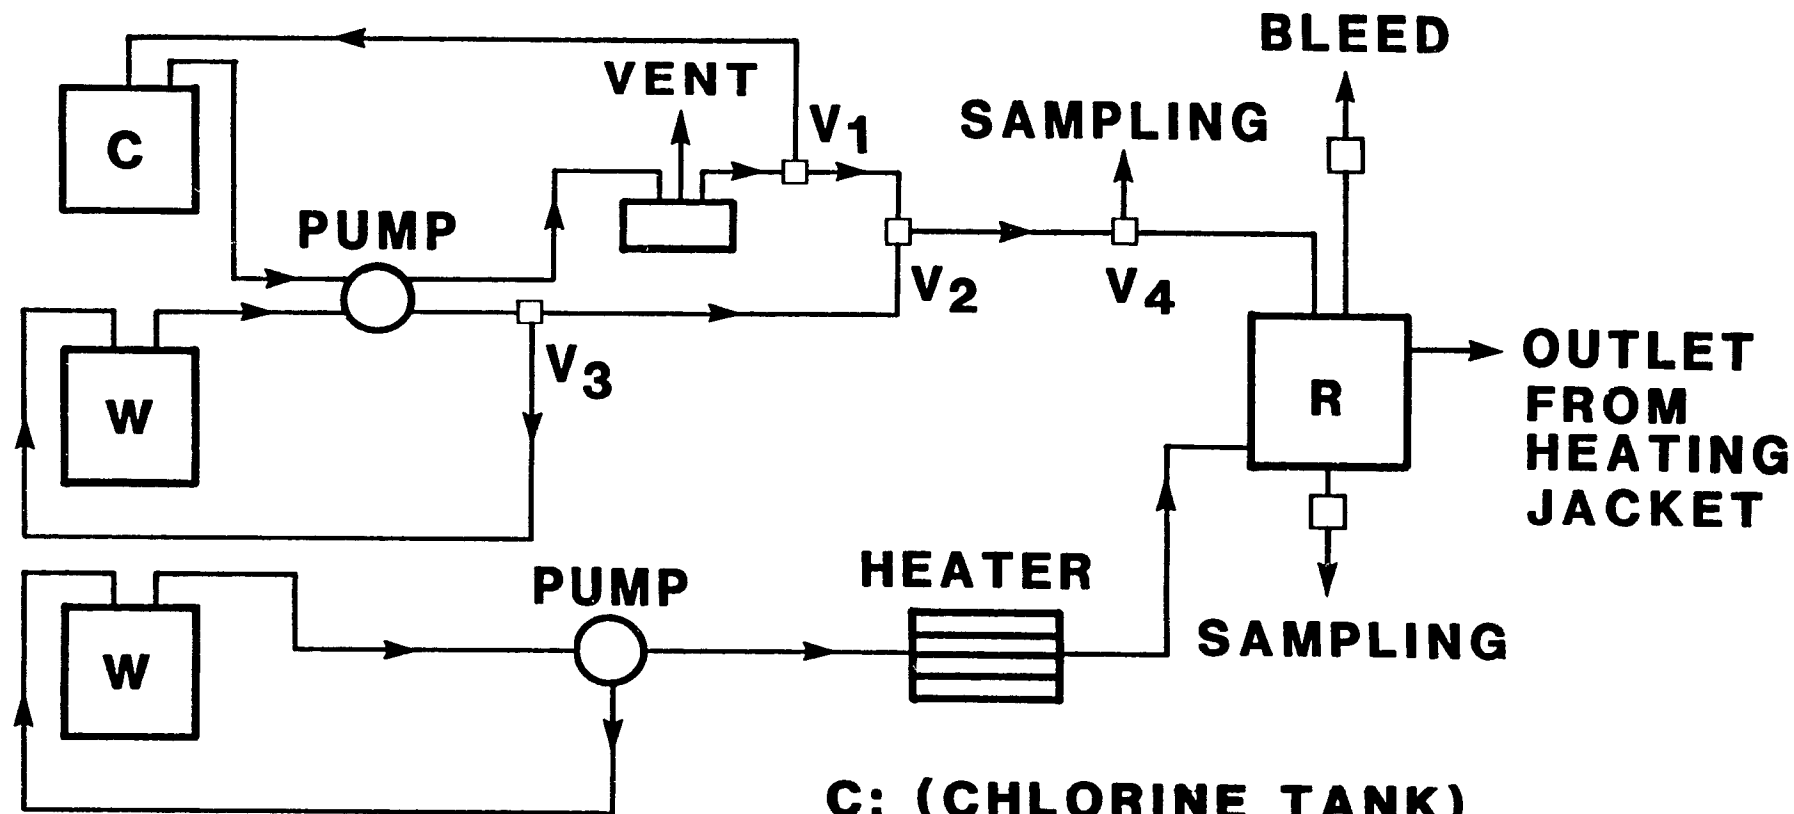 BLEED
VENT
V1
SAMPLING
C
PUMP
V2
V4
V3
W
R
OUTLET
FROM
HEATING
JACKET
PUMP
HEATER
SAMPLING
W
C: (CHLORINE TANK)